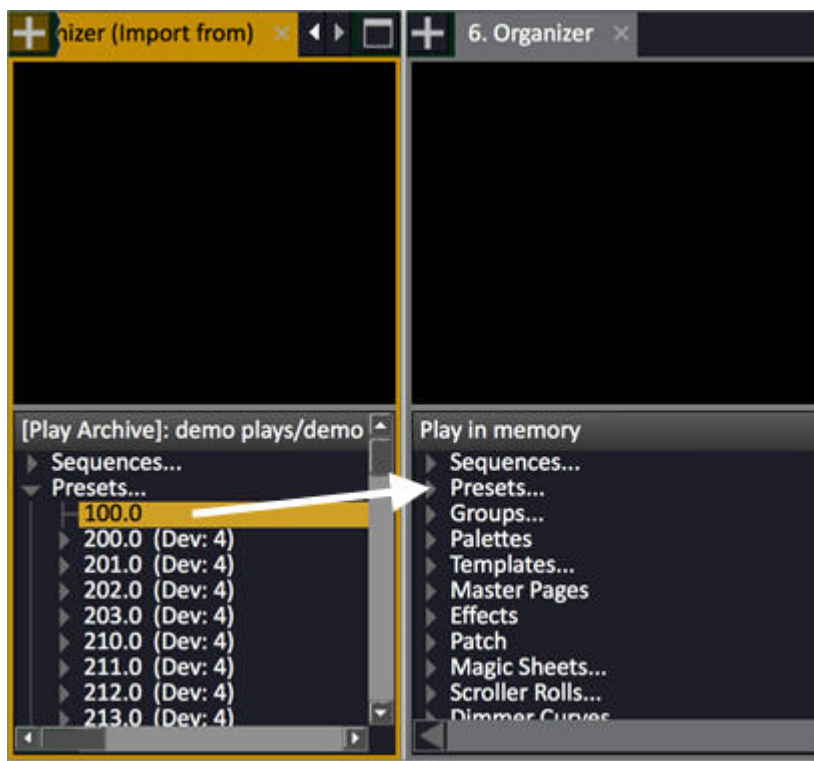 nizer (Import from)
6. Organizer
[Play Archive]: demo plays/demo
Sequences...
Presets...
100.0
200.0 (Dev: 4)
201.0 (Dev: 4)
202.0 (Dev: 4)
203.0 (Dev: 4)
210.0 (Dev: 4)
211.0 (Dev: 4)
212.0 (Dev: 4)
213.0 (Dev: 4)
Play in memory
Sequences...
Presets...
Groups...
Palettes
Templates...
Master Pages
Effects
Patch
Magic Sheets...
Scroller Rolls...
Dimmer Curves